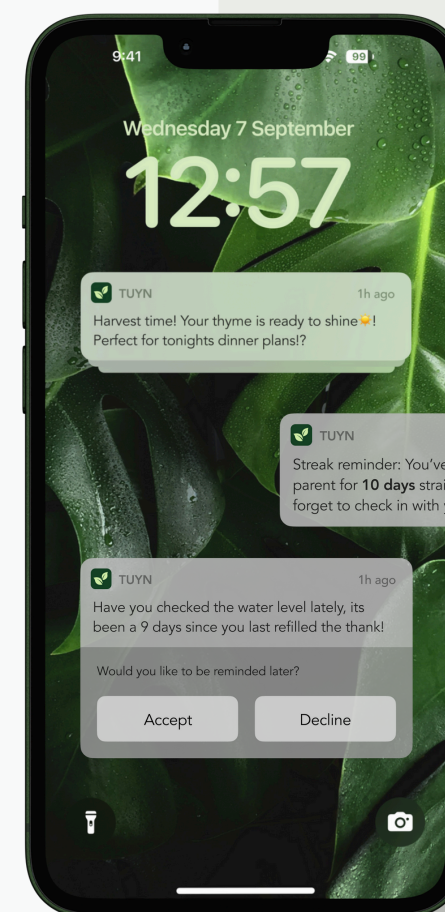 9:41
99
Wednesday 7 September
12:57
TUYN 1h ago
Harvest time! Your thyme is ready to shine☀️!
Perfect for tonights dinner plans!?
TUYN
Streak reminder: You've
parent for 10 days
forget to check in with
TUYN 1h ago
Have you checked the water level lately, its
been a 9 days since you last refilled the thank!
Would you like to be reminded later?
Accept Decline